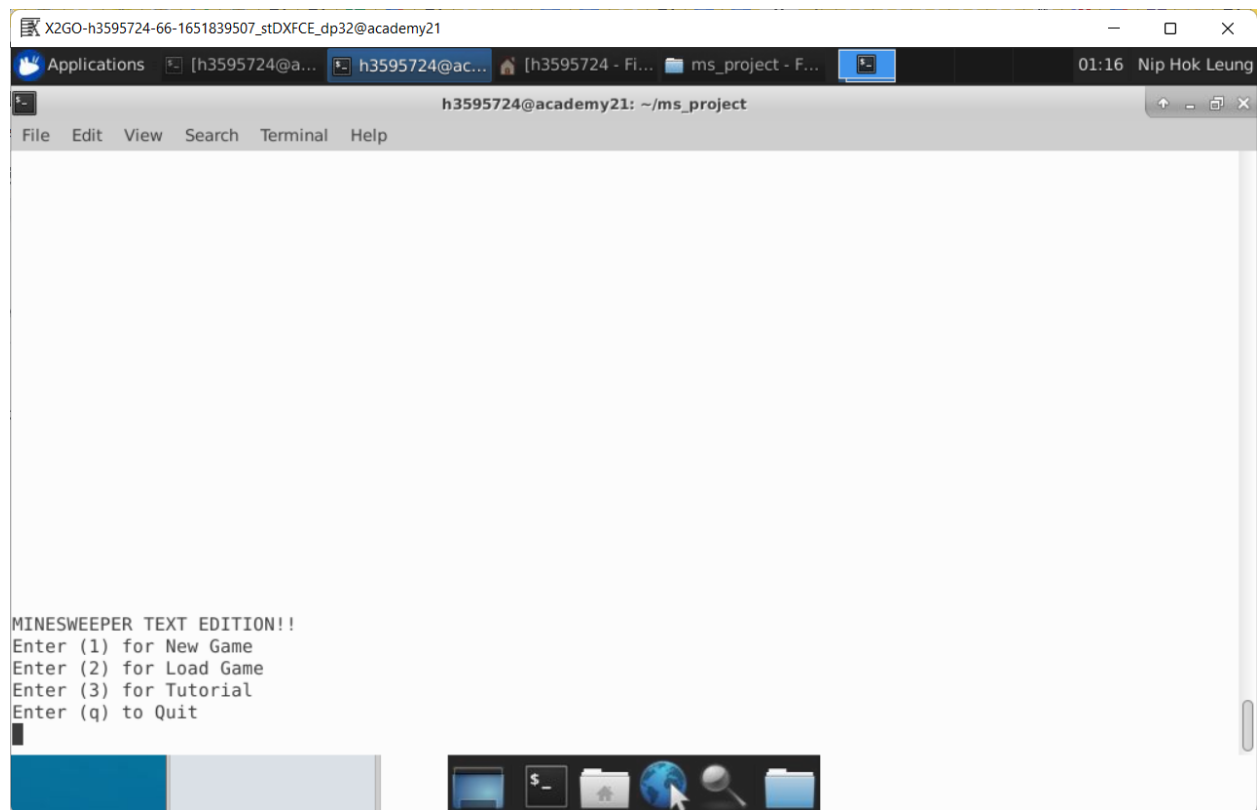 X2GO-h3595724-66-1651839507_stDXFCE_dp32@academy21
Applications [h3595724@a... h3595724@ac... [h3595724 - Fi... ms_project - F... 01:16 Nip Hok Leung
h3595724@academy21: ~/ms_project
File Edit View Search Terminal Help
MINESWEEPER TEXT EDITION!!
Enter (1) for New Game
Enter (2) for Load Game
Enter (3) for Tutorial
Enter (q) to Quit